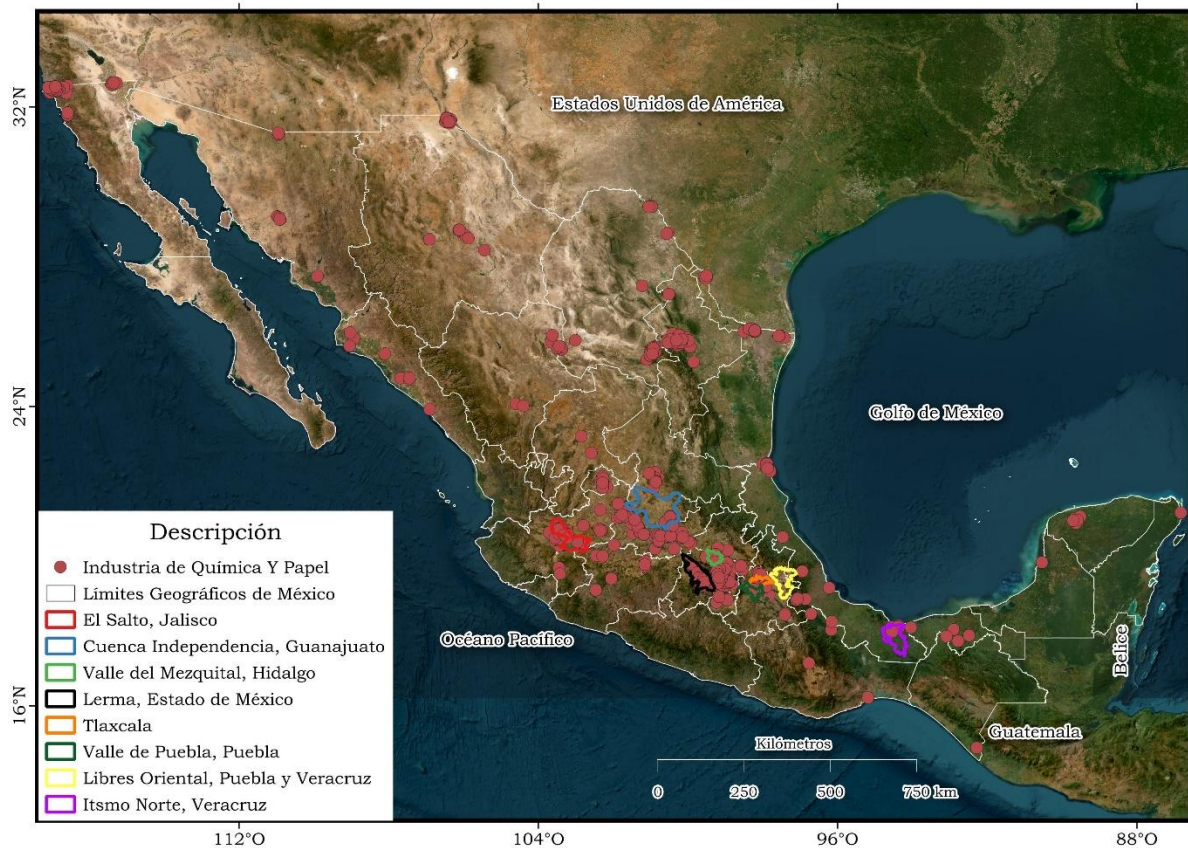 Estados Unidos de América
32°N
24°N
16°N
Golfo de México
Océano Pacífico
Belice
Guatemala
Kilómetros
0 250 500 750 km
Descripción
Industria de Química Y Papel
Límites Geográficos de México
El Salto, Jalisco
Cuenca Independencia, Guanajuato
Valle del Mezquital, Hidalgo
Lerma, Estado de México
Tlaxcala
Valle de Puebla, Puebla
Libres Oriental, Puebla y Veracruz
Itsmo Norte, Veracruz
112°O 104°O 96°O 88°O